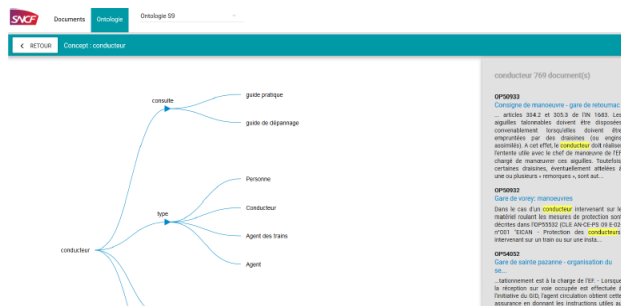 SNCF
Documents
Ontologie
Ontologie S9
RETOUR
Concept : conducteur
consulte
guide pratique
guide de dépannage
type
Personne
Conducteur
Agent des trains
Agent
conducteur
conducteur 769 document(s)
OP50933
Consigne de manoeuvre - gare de retournac
... articles 304.2 et 305.3 de l'IN 1683. Les
aiguilles talonnables doivent être disposées
convenablement lorsqu'elles doivent être
empruntées par des draisines (ou engins
assimilés). A cet effet, le conducteur doit réaliser
l'entente utile avec le chef de manœuvre de l'EF
chargé de manœuvrer ces aiguilles. Toutefois,
certaines draisines, éventuellement attelées à
une ou plusieurs « remorques », sont aut...
OP50932
Gare de vorey: manoeuvres
Dans le cas d'un conducteur intervenant sur le
matériel roulant les mesures de protection sont
décrites dans l'OP55532 (CLE AN-CE-PS 09 E-02-
n°001 "EICAN - Protection des conducteurs
intervenant sur un train ou sur une insta...
OP54052
Gare de sainte pazanne - organisation du
se...
...tationnement est à la charge de l'EF. - Lorsque
la réception sur voie occupée est effectuée à
l'initiative du GID, l'agent circulation obtient cette
assurance en donnant les instructions utiles au